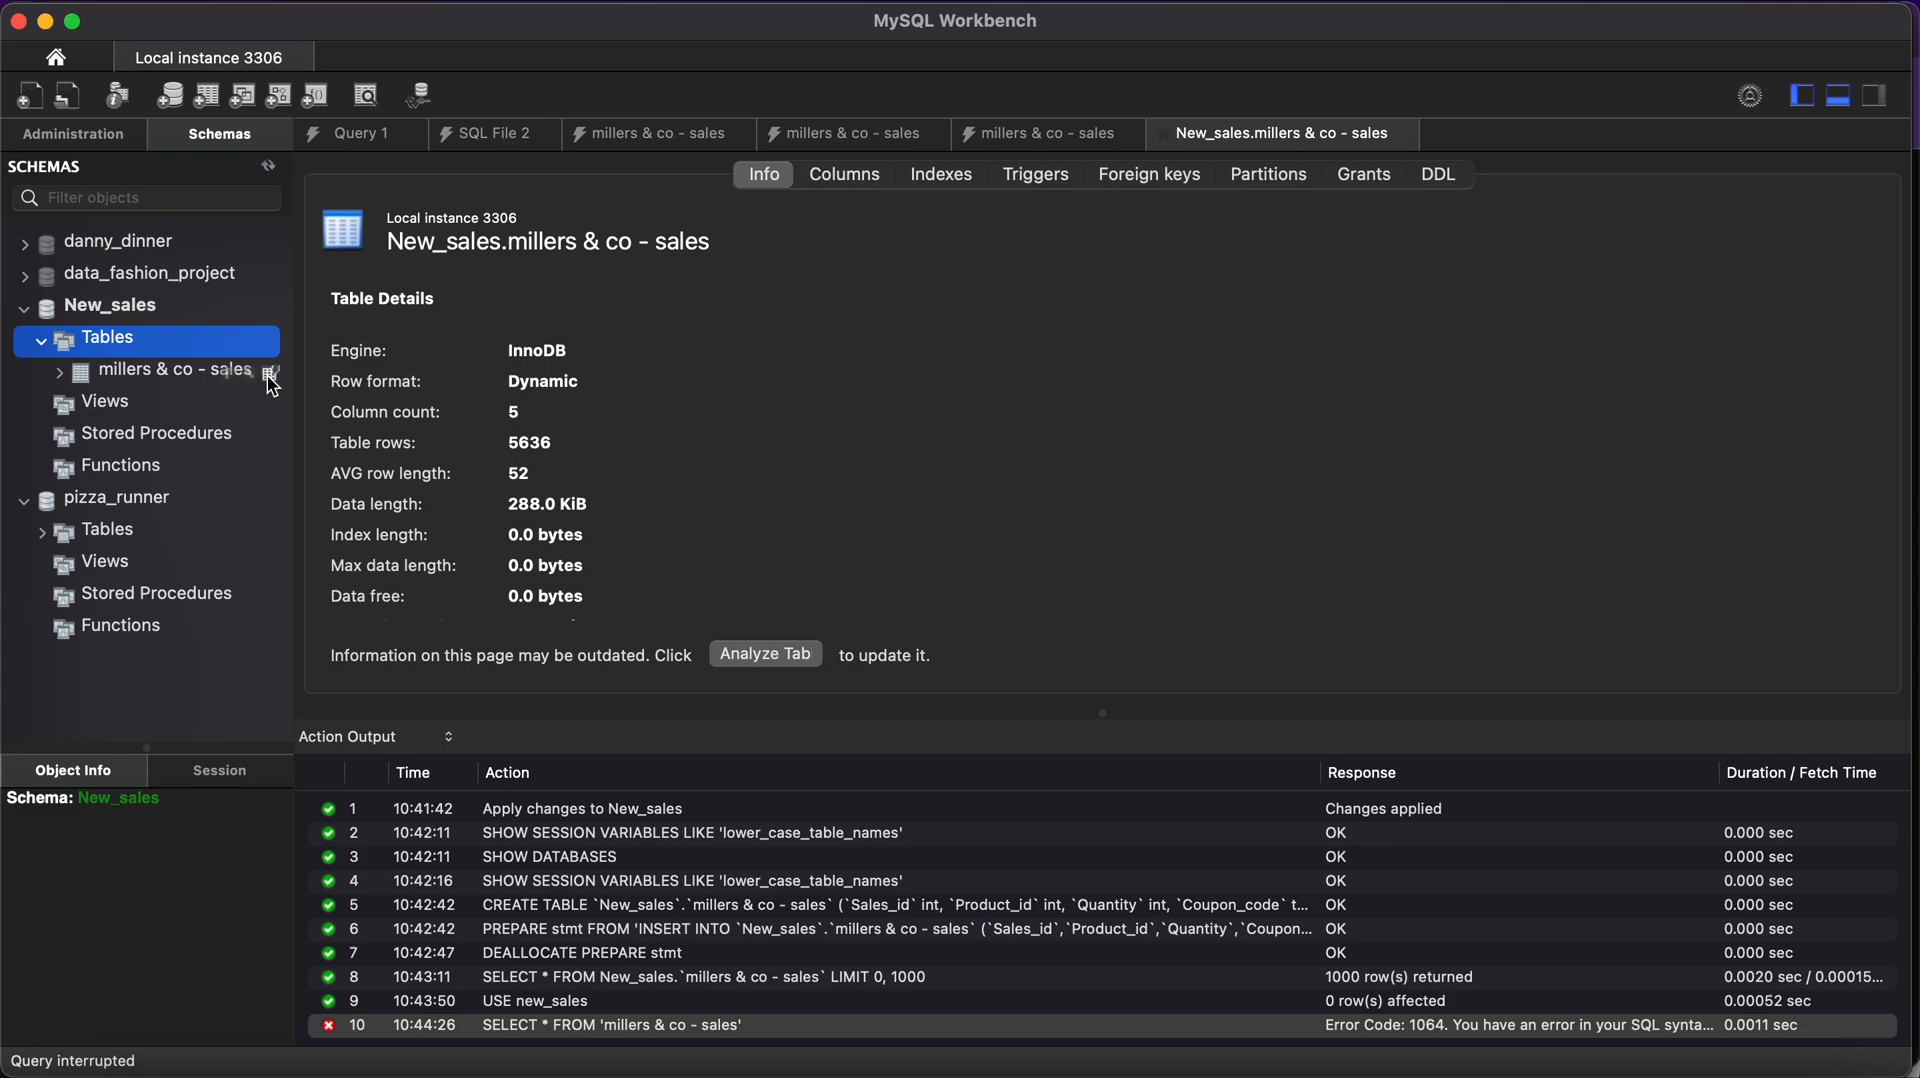 MySQL Workbench
Local instance 3306
Administration
Schemas
Query 1
SQL File 2
millers & co - sales
millers & co - sales
millers & co - sales
New_sales.millers & co - sales
SCHEMAS
Filter objects
danny_dinner
data_fashion_project
New_sales
Tables
millers & co - sales
Views
Stored Procedures
Functions
pizza_runner
Tables
Views
Stored Procedures
Functions
Info
Columns
Indexes
Triggers
Foreign keys
Partitions
Grants
DDL
Local instance 3306
New_sales.millers & co - sales
Table Details
Engine: InnoDB
Row format: Dynamic
Column count: 5
Table rows: 5636
AVG row length: 52
Data length: 288.0 KiB
Index length: 0.0 bytes
Max data length: 0.0 bytes
Data free: 0.0 bytes
Information on this page may be outdated. Click Analyze Tab to update it.
Object Info
Session
Schema: New_sales
Action Output
Time Action Response Duration / Fetch Time
1 10:41:42 Apply changes to New_sales Changes applied
2 10:42:11 SHOW SESSION VARIABLES LIKE 'lower_case_table_names' OK 0.000 sec
3 10:42:11 SHOW DATABASES OK 0.000 sec
4 10:42:16 SHOW SESSION VARIABLES LIKE 'lower_case_table_names' OK 0.000 sec
5 10:42:42 CREATE TABLE `New_sales`.`millers & co - sales` (`Sales_id` int, `Product_id` int, `Quantity` int, `Coupon_code` t... OK 0.000 sec
6 10:42:42 PREPARE stmt FROM 'INSERT INTO `New_sales`.`millers & co - sales` (`Sales_id`,`Product_id`,`Quantity`,`Coupon... OK 0.000 sec
7 10:42:47 DEALLOCATE PREPARE stmt OK 0.000 sec
8 10:43:11 SELECT * FROM New_sales.`millers & co - sales` LIMIT 0, 1000 1000 row(s) returned 0.0020 sec / 0.00015...
9 10:43:50 USE new_sales 0 row(s) affected 0.00052 sec
10 10:44:26 SELECT * FROM 'millers & co - sales' Error Code: 1064. You have an error in your SQL synta... 0.0011 sec
Query interrupted